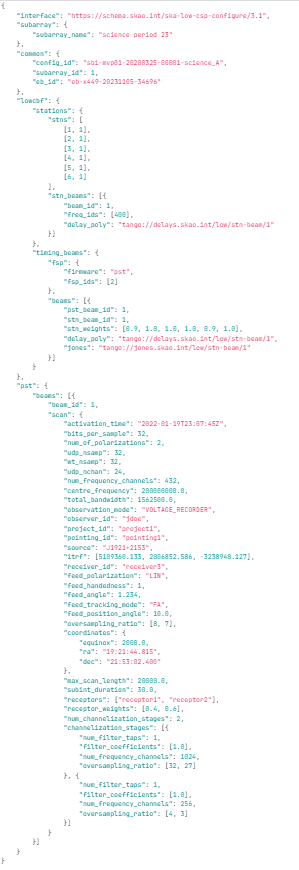 {
"interface": "https://schema.skao.int/ska-low-csp-configure/3.1",
"subarray": {
"subarray_name": "science period 23"
},
"common": {
"config_id": "sbi-mvp01-20200325-00001-science_A",
"subarray_id": 1,
"eb_id": "eb-x449-20231105-34696"
},
"lowcbf": {
"stations": {
"stns": [
[1, 1],
[2, 1],
[3, 1],
[4, 1],
[5, 1],
[6, 1]
],
"stn_beams": [{
"beam_id": 1,
"freq_ids": [400],
"delay_poly": "tango://delays.skao.int/low/stn-beam/1"
}]
},
"timing_beams": {
"fsp": {
"firmware": "pst",
"fsp_ids": [2]
},
"beams": [{
"pst_beam_id": 1,
"stn_beam_id": 1,
"stn_weights": [0.9, 1.0, 1.0, 1.0, 0.9, 1.0],
"delay_poly": "tango://delays.skao.int/low/stn-beam/1",
"jones": "tango://jones.skao.int/low/stn-beam/1"
}]
}
},
"pst": {
"beams": [{
"beam_id": 1,
"scan": {
"activation_time": "2022-01-19T23:07:45Z",
"bits_per_sample": 32,
"num_of_polarizations": 2,
"udp_nsamp": 32,
"wt_nsamp": 32,
"udp_nchan": 24,
"num_frequency_channels": 432,
"centre_frequency": 200000000.0,
"total_bandwidth": 1562500.0,
"observation_mode": "VOLTAGE_RECORDER",
"observer_id": "jdoe",
"project_id": "project1",
"pointing_id": "pointing1",
"source": "J1921+2153",
"itrf": [5109360.133, 2006852.586, -3238948.127],
"receiver_id": "receiver3",
"feed_polarization": "LIN",
"feed_handedness": 1,
"feed_angle": 1.234,
"feed_tracking_mode": "FA",
"feed_position_angle": 10.0,
"oversampling_ratio": [8, 7],
"coordinates": {
"equinox": 2000.0,
"ra": "19:21:44.815",
"dec": "21:53:02.400"
},
"max_scan_length": 20000.0,
"subint_duration": 30.0,
"receptors": ["receptor1", "receptor2"],
"receptor_weights": [0.4, 0.6],
"num_channelization_stages": 2,
"channelization_stages": [{
"num_filter_taps": 1,
"filter_coefficients": [1.0],
"num_frequency_channels": 1024,
"oversampling_ratio": [32, 27]
}, {
"num_filter_taps": 1,
"filter_coefficients": [1.0],
"num_frequency_channels": 256,
"oversampling_ratio": [4, 3]
}]
}
}]
}
}